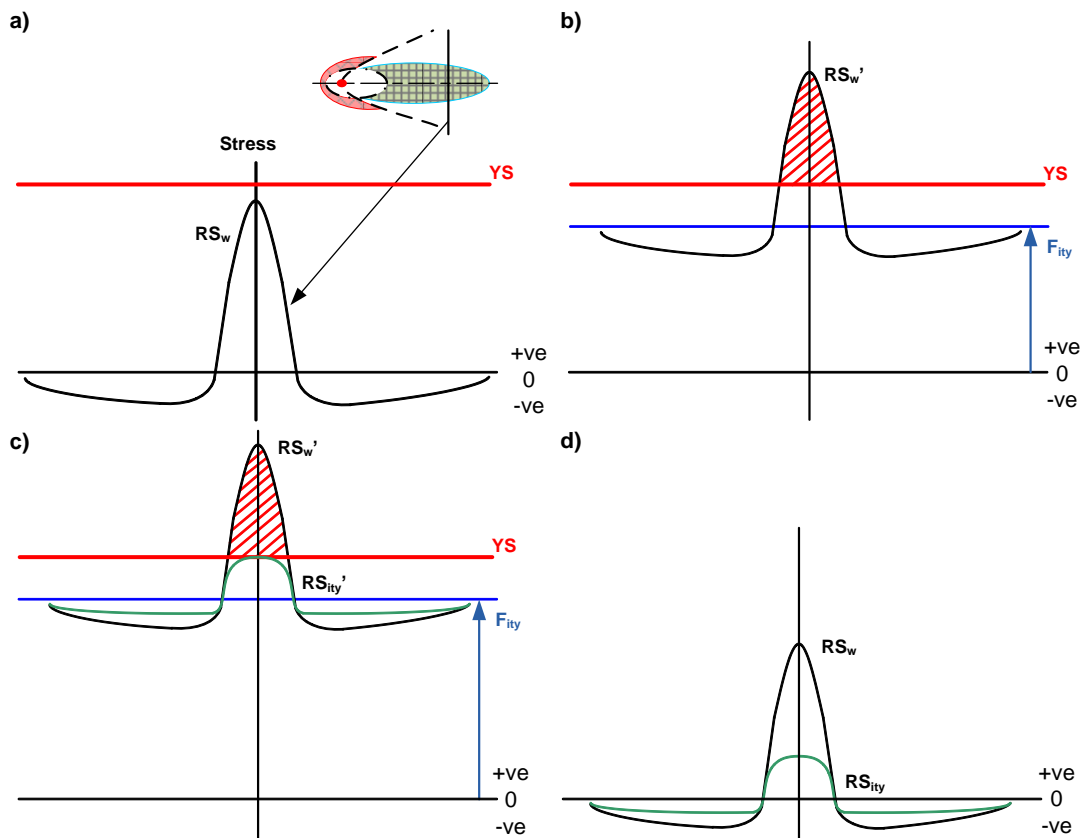 a)
Stress
YS
RSw
+ve
0
-ve
b)
RSw'
YS
Fity
+ve
0
-ve
c)
RSw'
YS
RSity'
Fity
+ve
0
-ve
d)
RSw
RSity
+ve
0
-ve